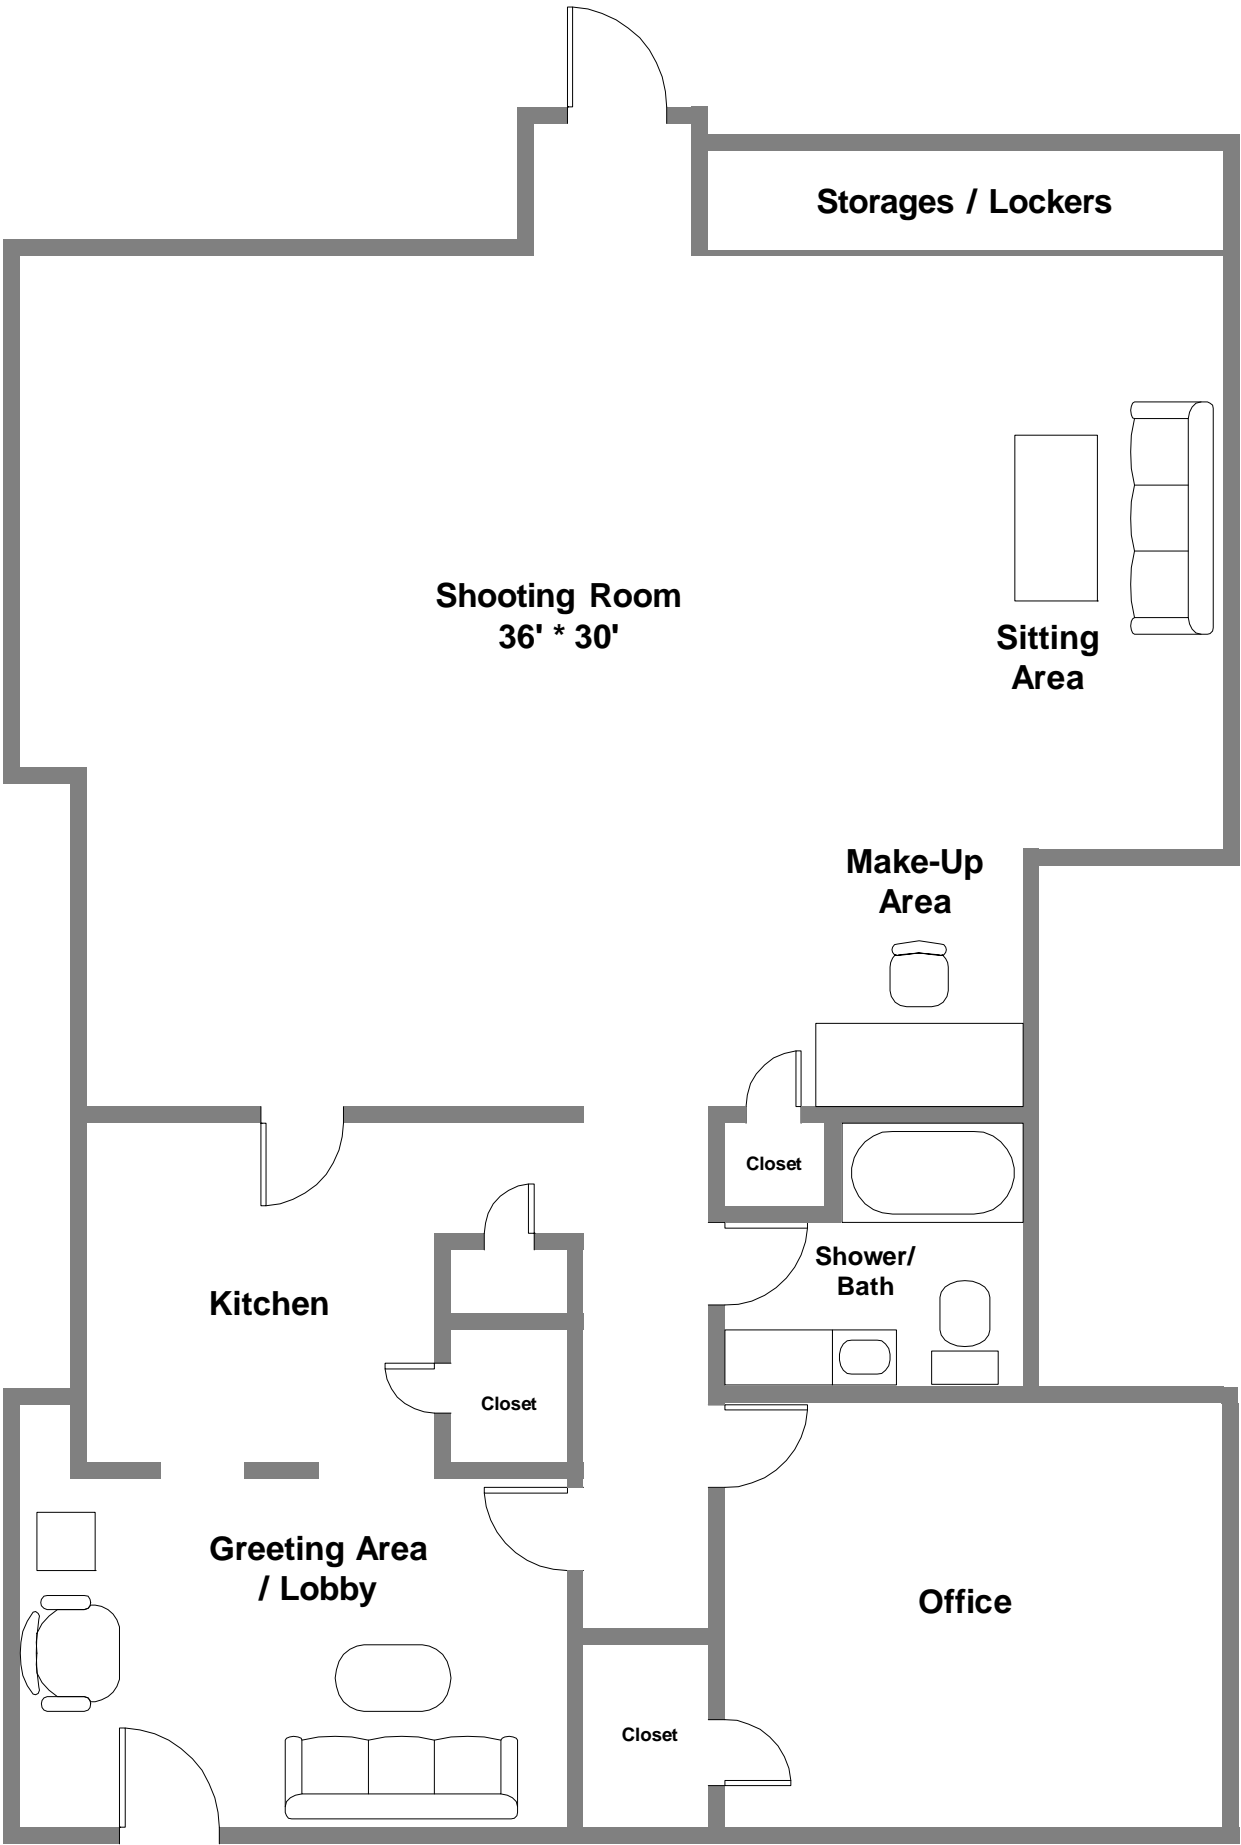 Storages / Lockers
Shooting Room
36' * 30'
Sitting
Area
Make-Up
Area
Closet
Shower/
Bath
Kitchen
Closet
Greeting Area
/ Lobby
Office
Closet